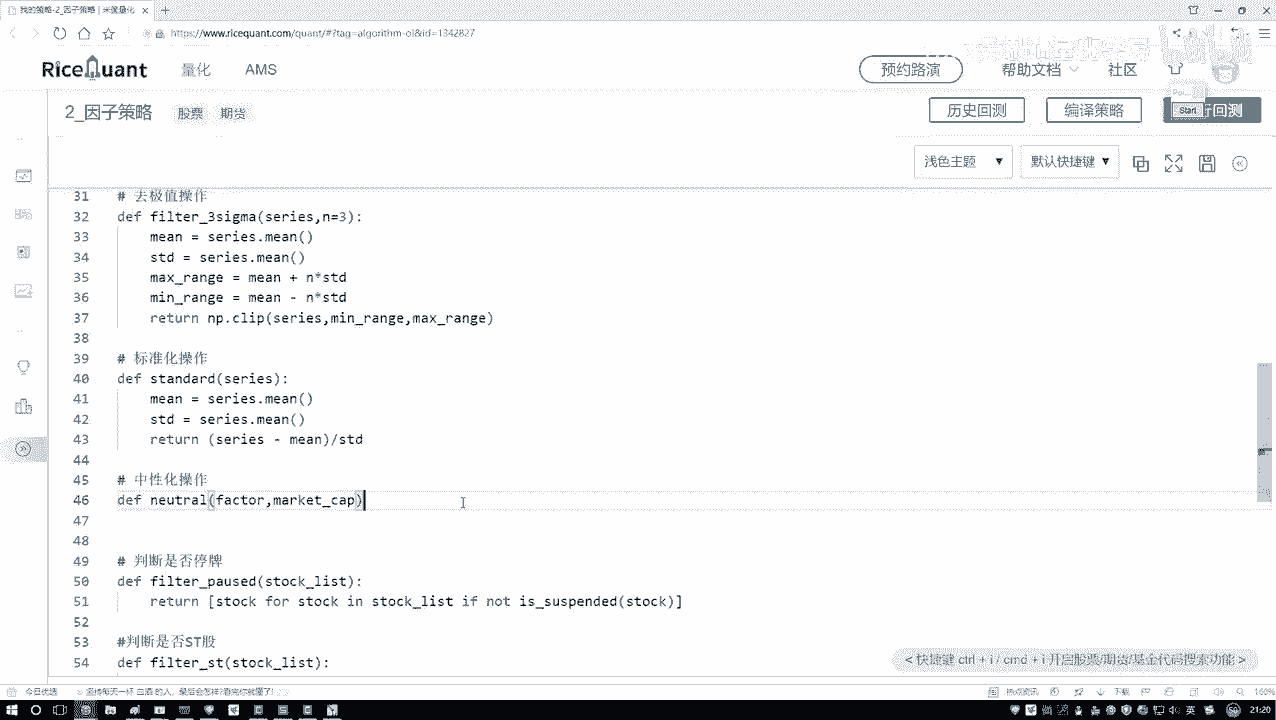 我的策略-2_因子策略 | 米筐量化
https://www.ricequant.com/quant/#?tag=algorithm-ol&id=1342827
RiceQuant 量化 AMS 预约路演 帮助文档 社区
2_因子策略 股票 期货 历史回测 编译策略 行回测
Start
浅色主题 默认快捷键
31 # 去极值操作
32 def filter_3sigma(series,n=3):
33 mean = series.mean()
34 std = series.mean()
35 max_range = mean + n*std
36 min_range = mean - n*std
37 return np.clip(series,min_range,max_range)
38
39 # 标准化操作
40 def standard(series):
41 mean = series.mean()
42 std = series.mean()
43 return (series - mean)/std
44
45 # 中性化操作
46 def neutral(factor,market_cap)
47
48
49 # 判断是否停牌
50 def filter_paused(stock_list):
51 return [stock for stock in stock_list if not is_suspended(stock)]
52
53 #判断是否ST股
54 def filter_st(stock_list):
<快捷键 ctrl + i / cmd + i 开启股票/期货/基金代码搜索功能>
今日优选
下载
100%
英
21:20